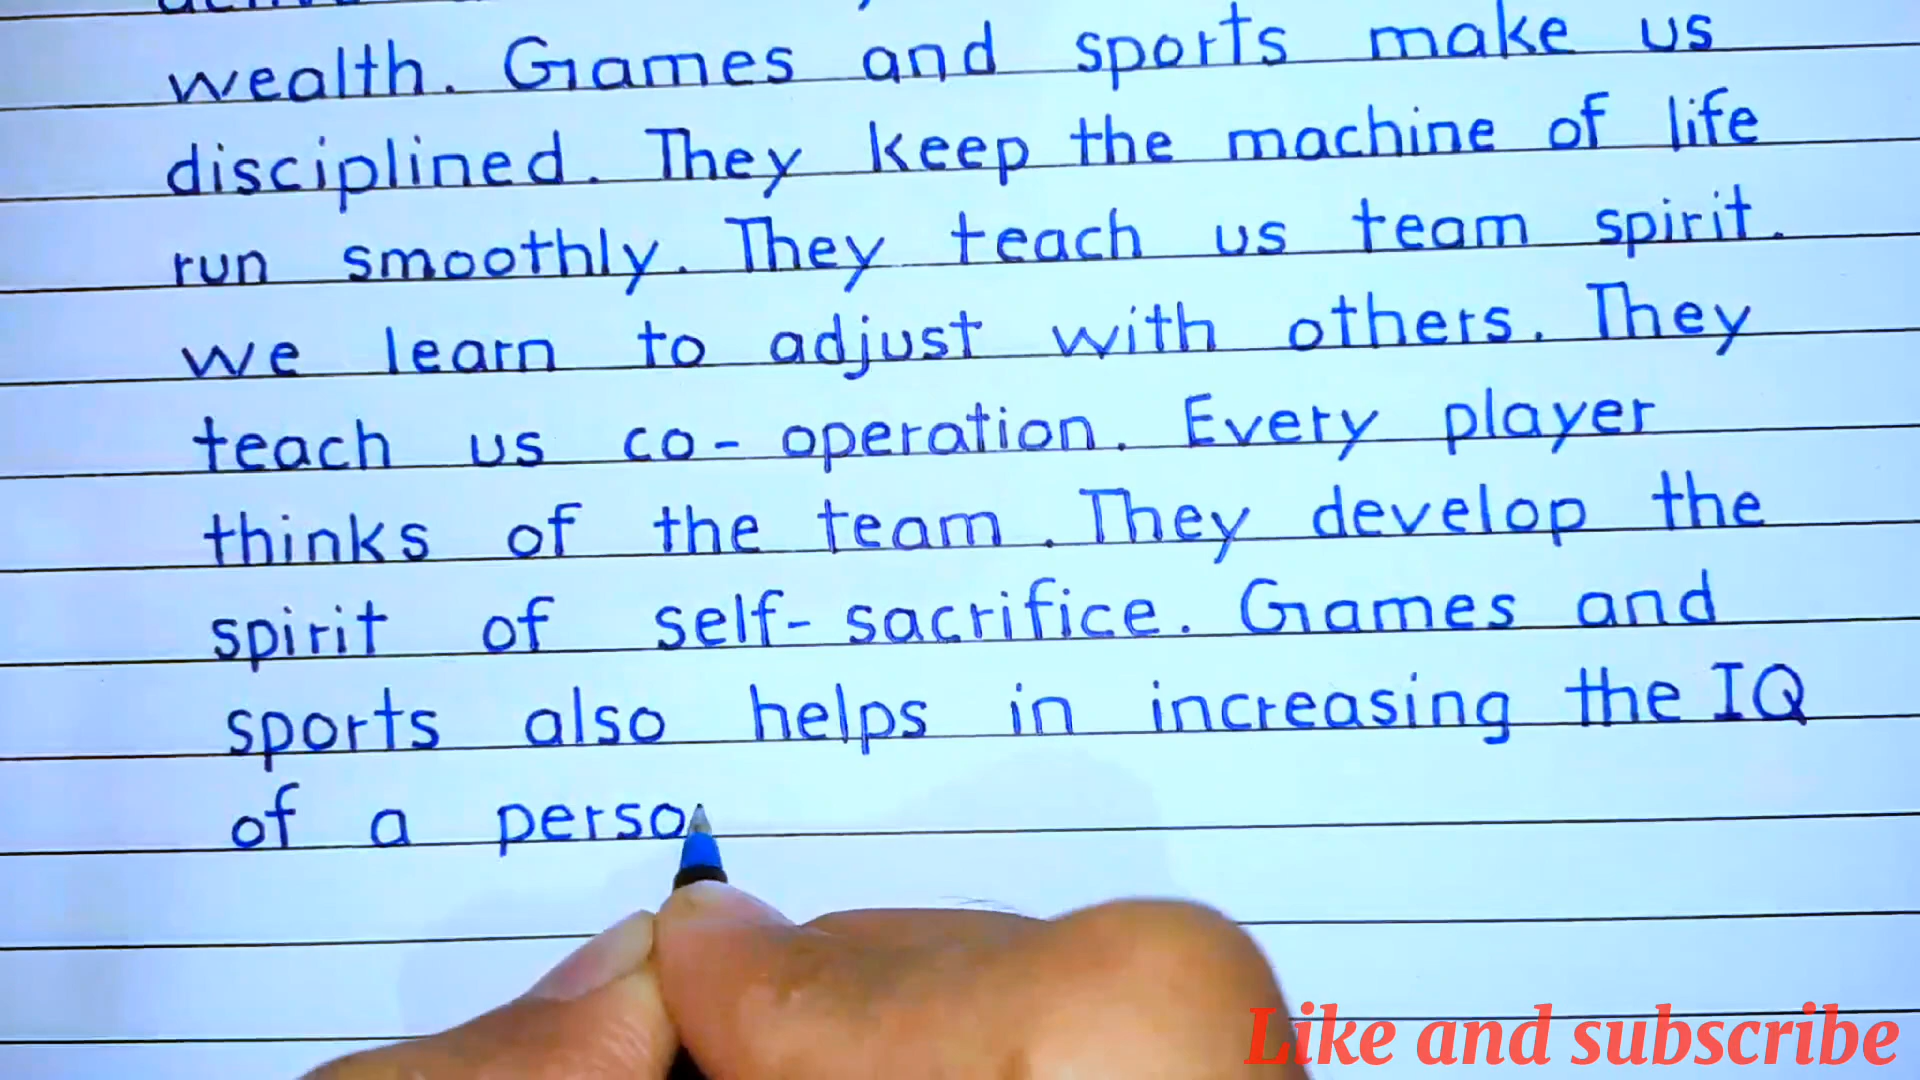 wealth. Games and sports make us
disciplined. They keep the machine of life
run smoothly. They teach us team spirit.
we learn to adjust with others. They
teach us co-operation. Every player
thinks of the team. They develop the
spirit of self-sacrifice. Games and
sports also helps in increasing the IQ
of a perso
Like and subscribe